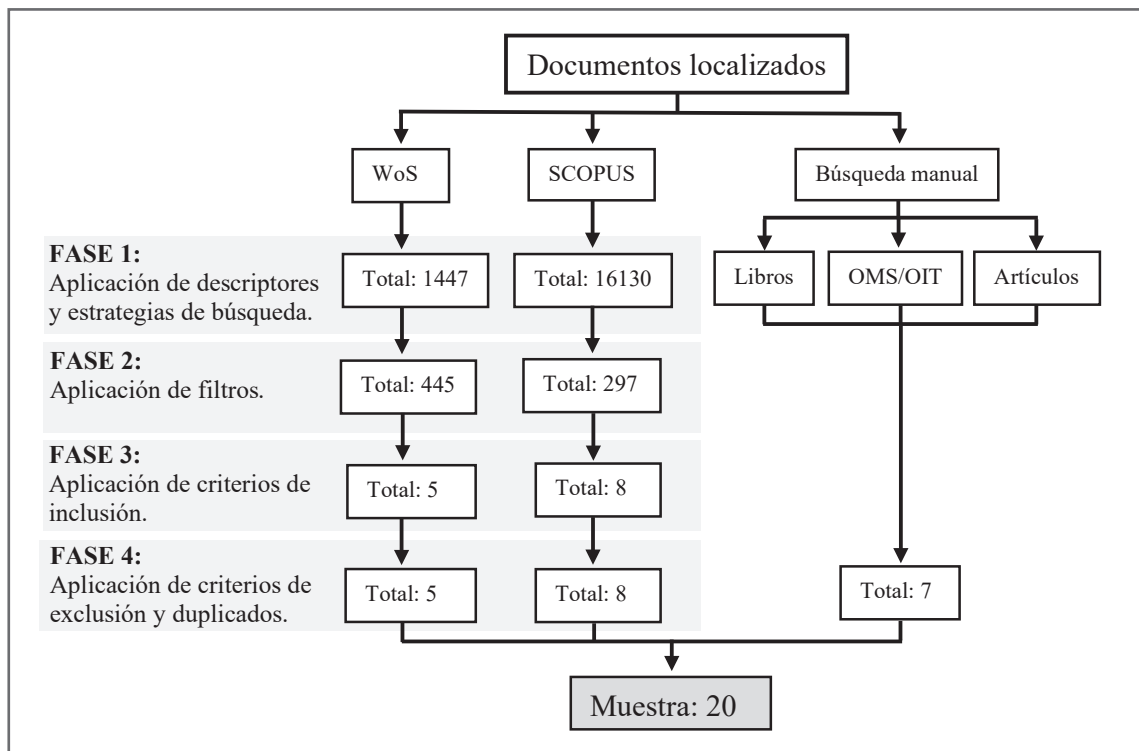 Documentos localizados
WoS
SCOPUS
Búsqueda manual
FASE 1:
Aplicación de descriptores
y estrategias de búsqueda.
Total: 1447
Total: 16130
Libros
OMS/OIT
Artículos
FASE 2:
Aplicación de filtros.
Total: 445
Total: 297
FASE 3:
Aplicación de criterios de
inclusión.
Total: 5
Total: 8
FASE 4:
Aplicación de criterios de
exclusión y duplicados.
Total: 5
Total: 8
Total: 7
Muestra: 20